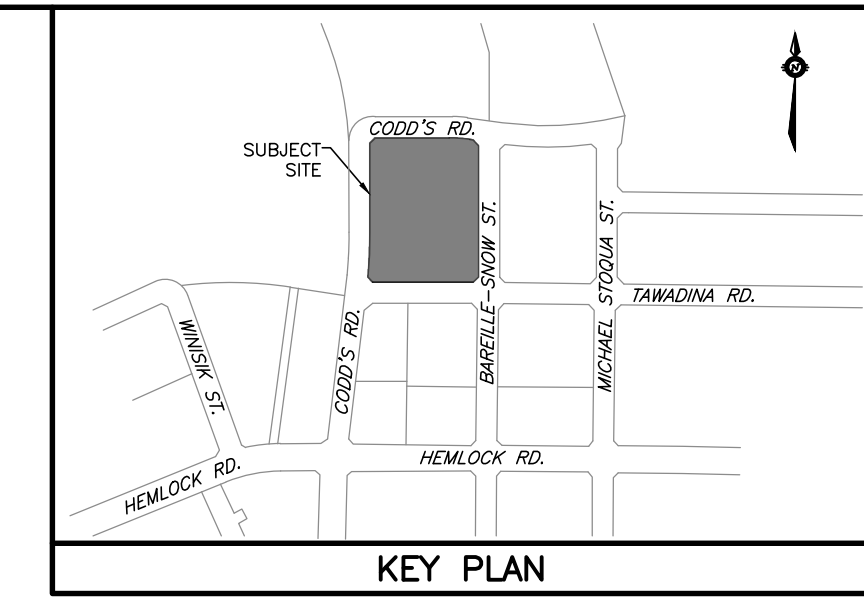 CODD'S RD.
SUBJECT
SITE
N
BAREILLE-SNOW ST.
MICHAEL STOQUA ST.
TAWADINA RD.
WINISIK ST.
CODD'S RD.
HEMLOCK RD.
HEMLOCK RD.
KEY PLAN